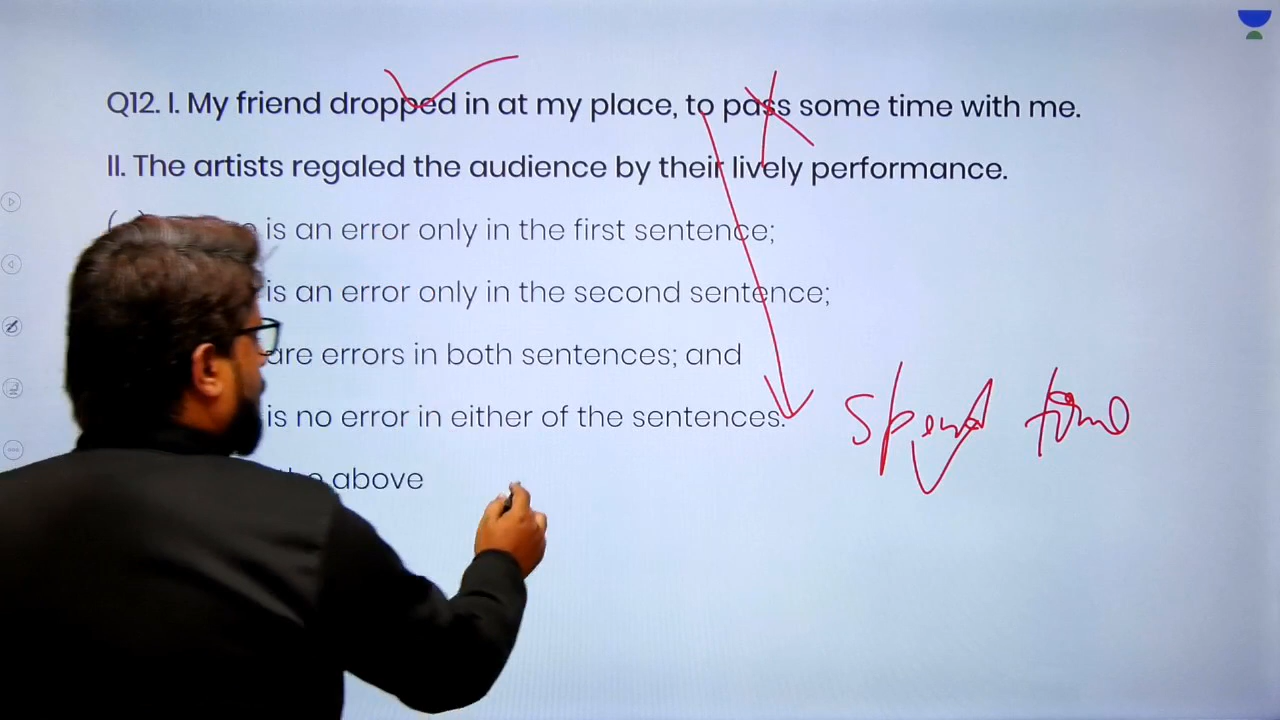 Q12. I. My friend dropped in at my place, to pass some time with me.
II. The artists regaled the audience by their lively performance.
is an error only in the first sentence;
is an error only in the second sentence;
are errors in both sentences; and
is no error in either of the sentences.
above
spend time